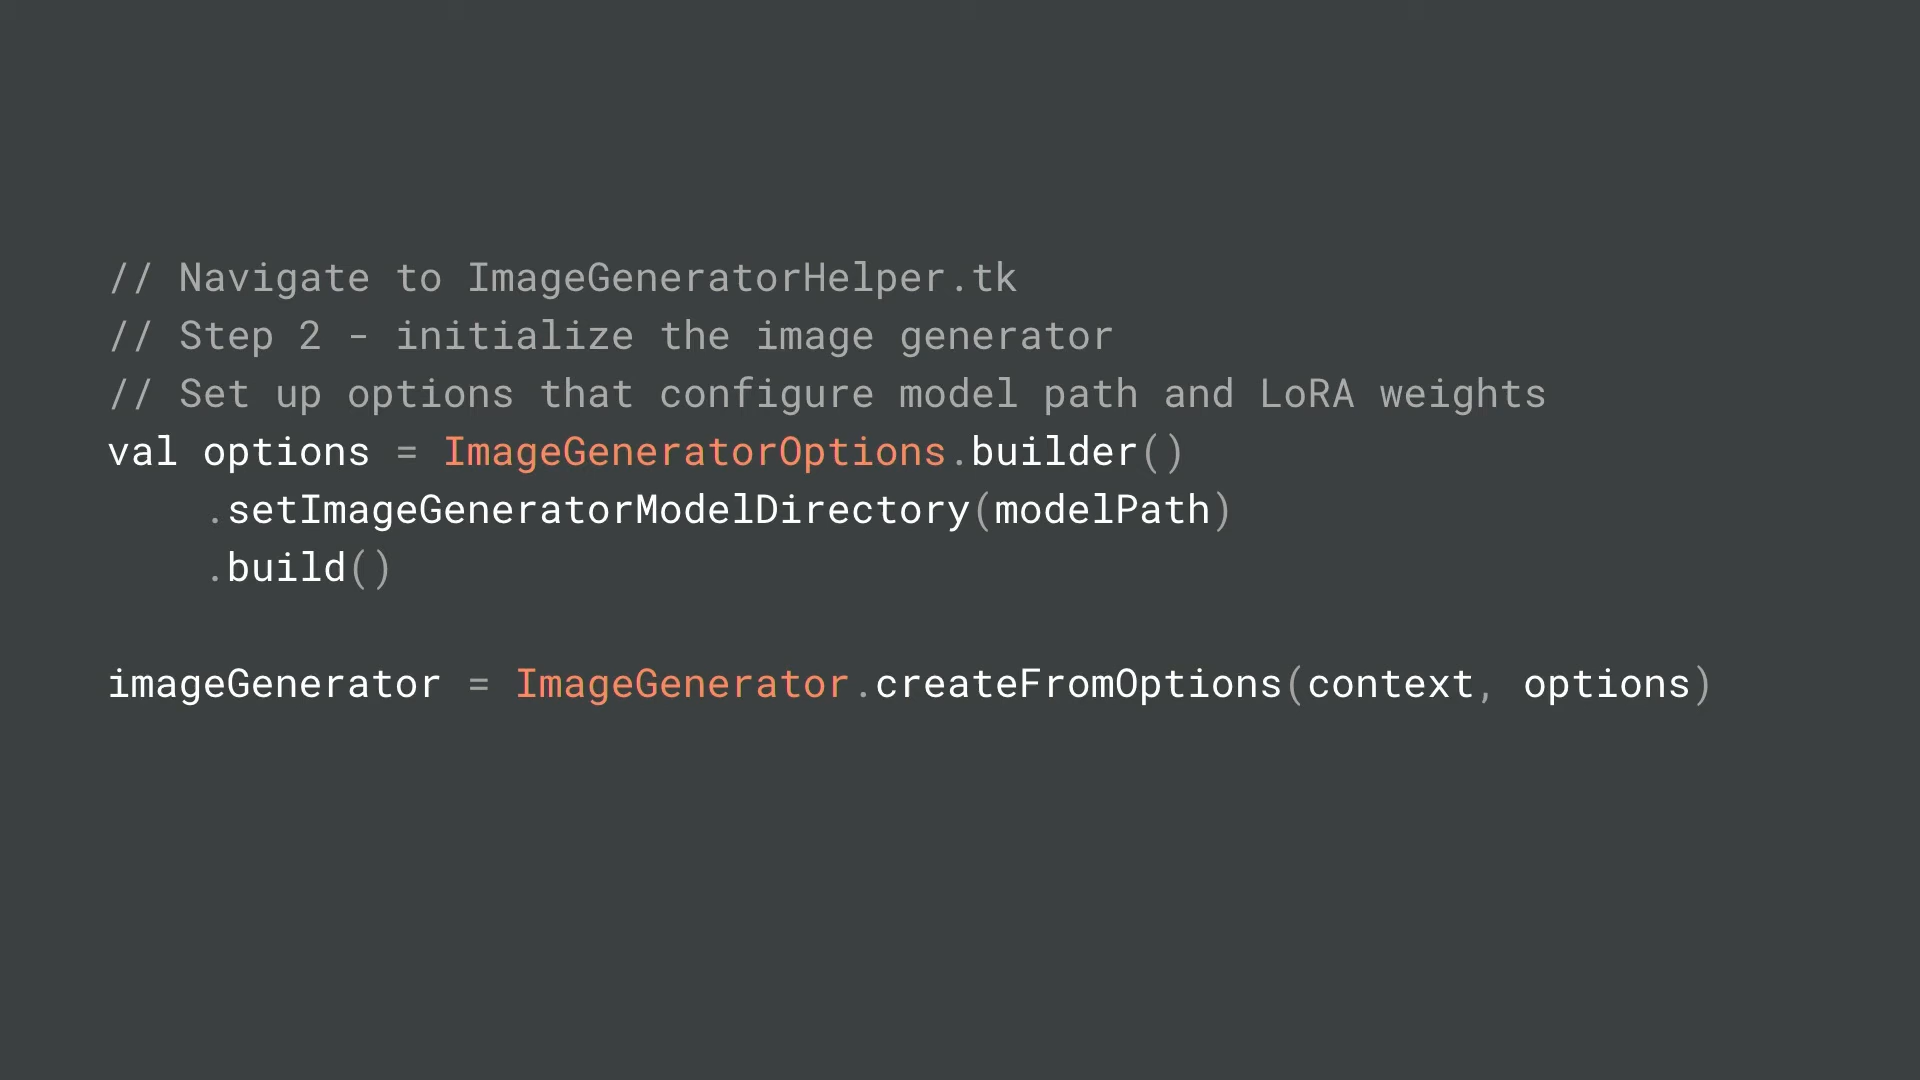 // Navigate to ImageGeneratorHelper.tk
// Step 2 - initialize the image generator
// Set up options that configure model path and LoRA weights
val options = ImageGeneratorOptions.builder()
    .setImageGeneratorModelDirectory(modelPath)
    .build()

imageGenerator = ImageGenerator.createFromOptions(context, options)